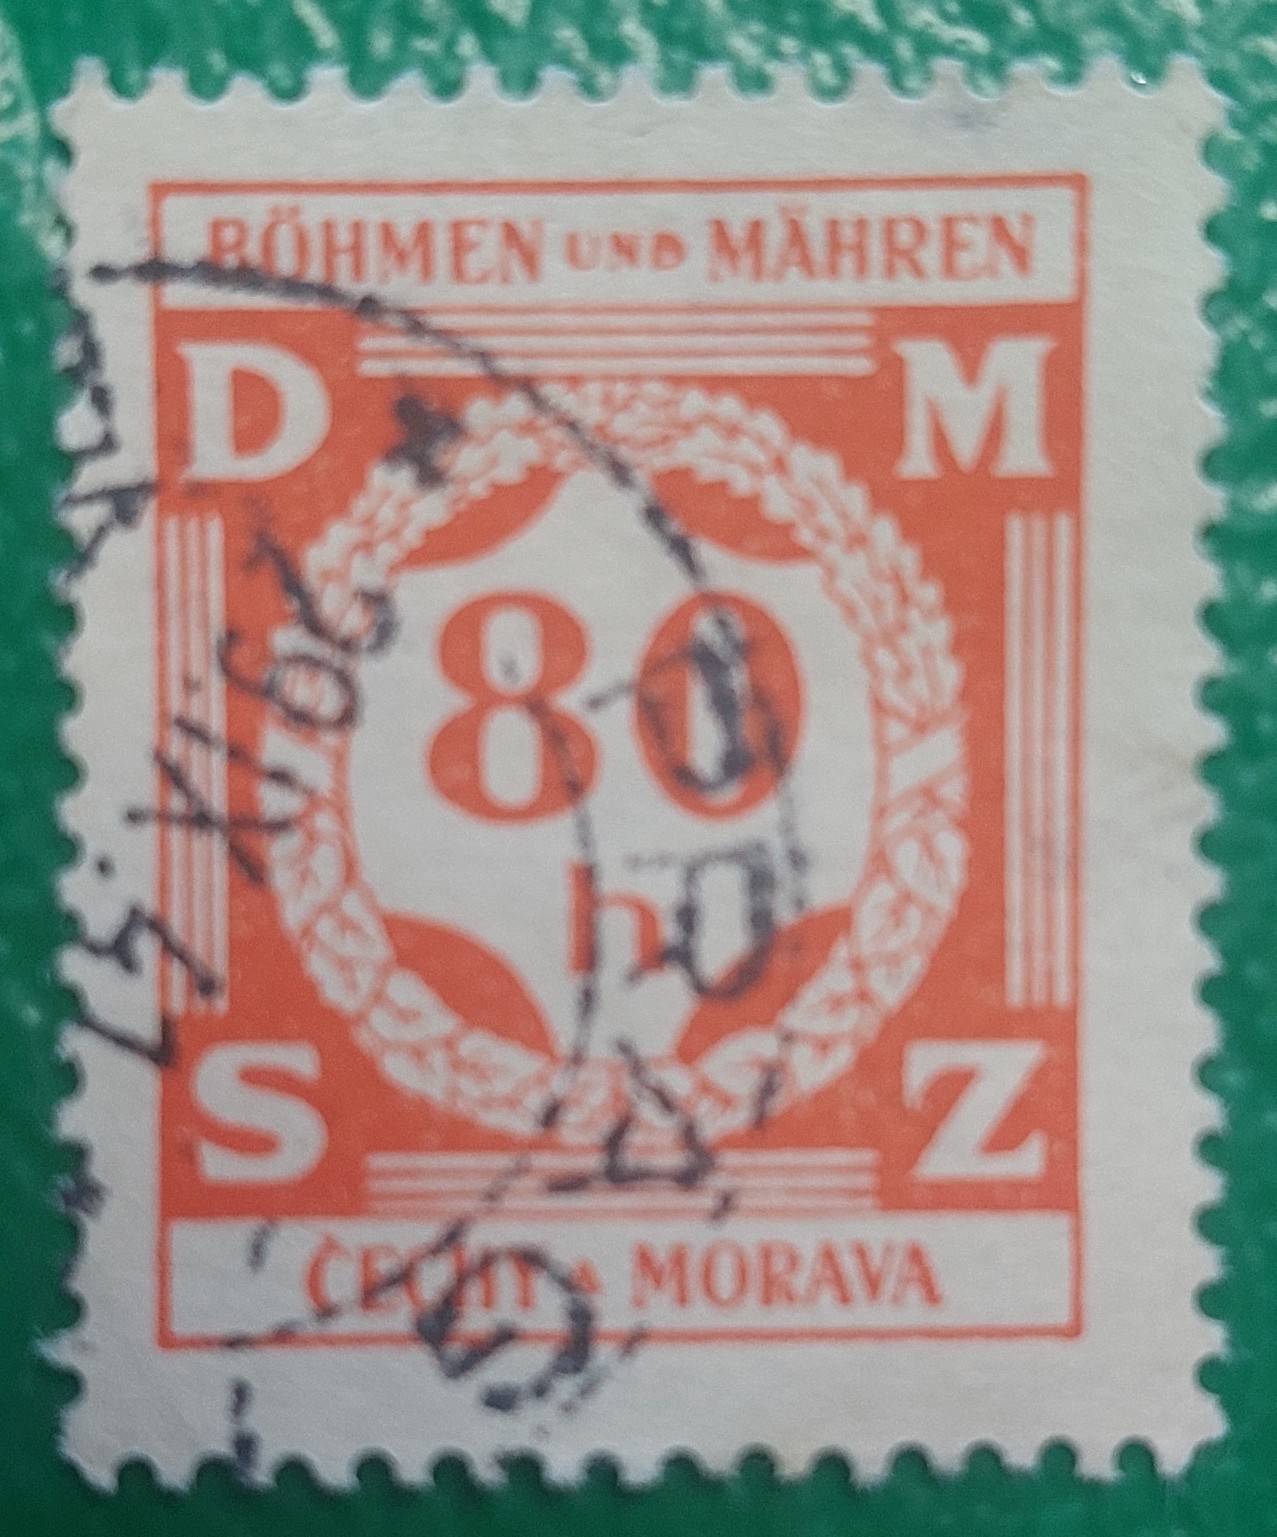 BÖHMEN UND MÄHREN
D M
80
h
S Z
ČECHY A MORAVA